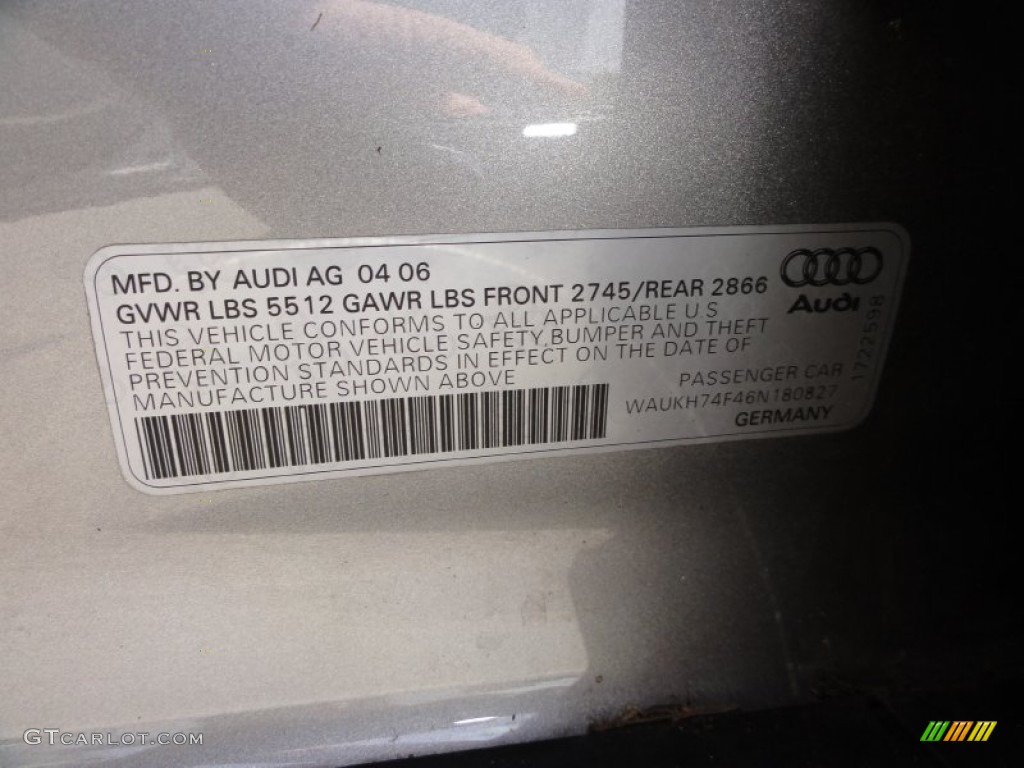 MFD. BY AUDI AG 04 06
GVWR LBS 5512 GAWR LBS FRONT 2745/REAR 2866
THIS VEHICLE CONFORMS TO ALL APPLICABLE U.S
FEDERAL MOTOR VEHICLE SAFETY,BUMPER AND THEFT
PREVENTION STANDARDS IN EFFECT ON THE DATE OF
MANUFACTURE SHOWN ABOVE
Audi
PASSENGER CAR
WAUKH74F46N180827
GERMANY
1722598
GTCARLOT.COM